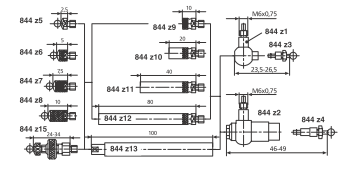 2,5
844 z5
5
844 z6
7,5
844 z7
10
844 z8
24-34
844 z15
10
844 z9
20
844 z10
40
844 z11
80
844 z12
100
844 z13
M6x0,75
844 z1
844 z3
23,5-26,5
M6x0,75
844 z2
844 z4
46-49